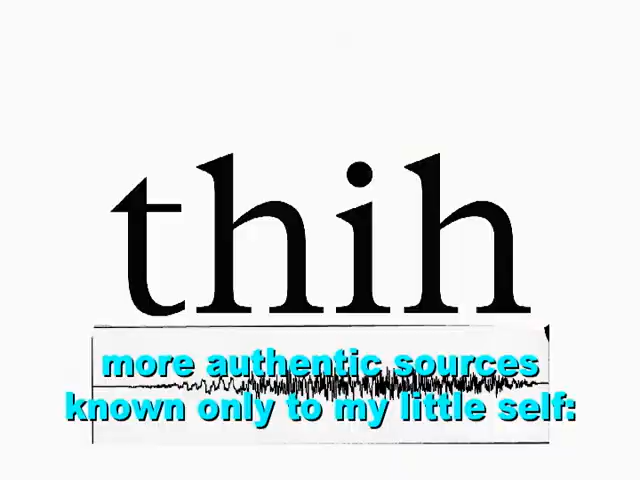 thih
more authentic sources
known only to my little self: